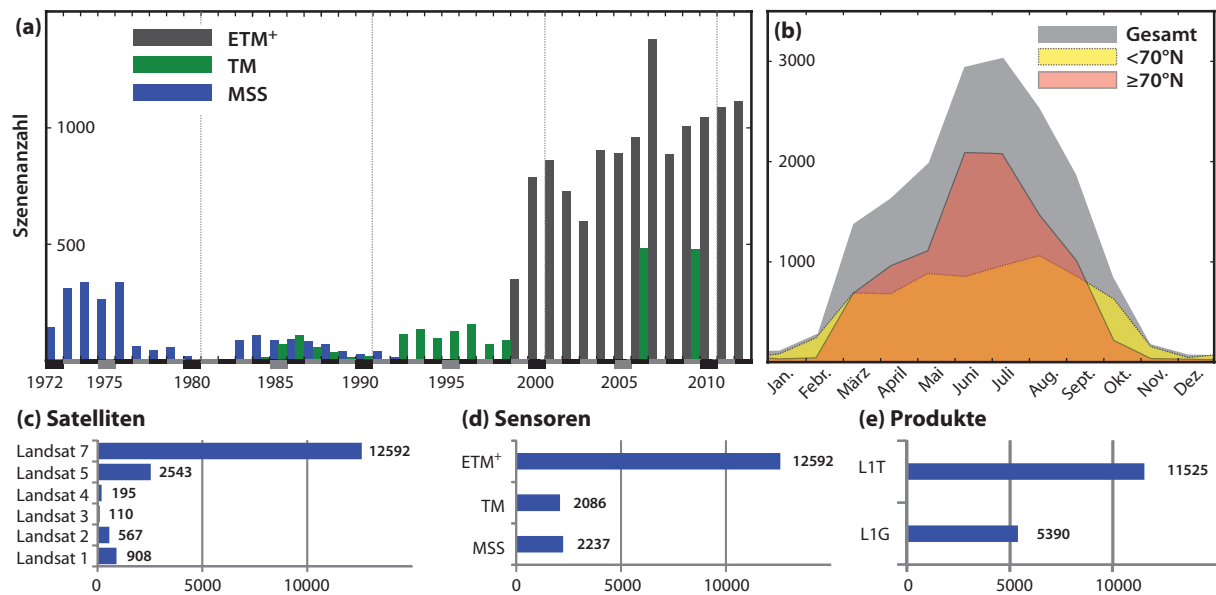 (a)
ETM+
TM
MSS
Szenenanzahl
1000
500
1972 1975 1980 1985 1990 1995 2000 2005 2010
(b)
Gesamt
<70°N
≥70°N
3000
2000
1000
Jan. Febr. März April Mai Juni Juli Aug. Sept. Okt. Nov. Dez.
(c) Satelliten
Landsat 7 12592
Landsat 5 2543
Landsat 4 195
Landsat 3 110
Landsat 2 567
Landsat 1 908
0 5000 10000
(d) Sensoren
ETM+ 12592
TM 2086
MSS 2237
0 5000 10000
(e) Produkte
L1T 11525
L1G 5390
0 5000 10000